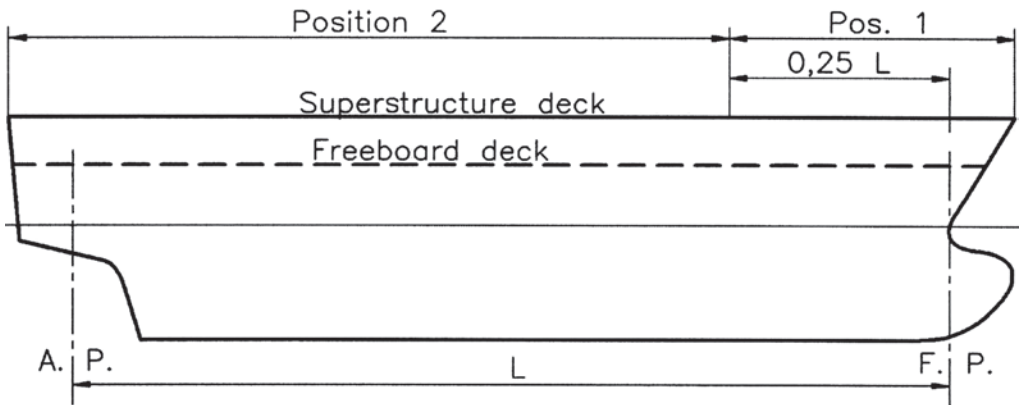 Position 2
Pos. 1
0,25 L
Superstructure deck
Freeboard deck
A. P.
L
F. P.